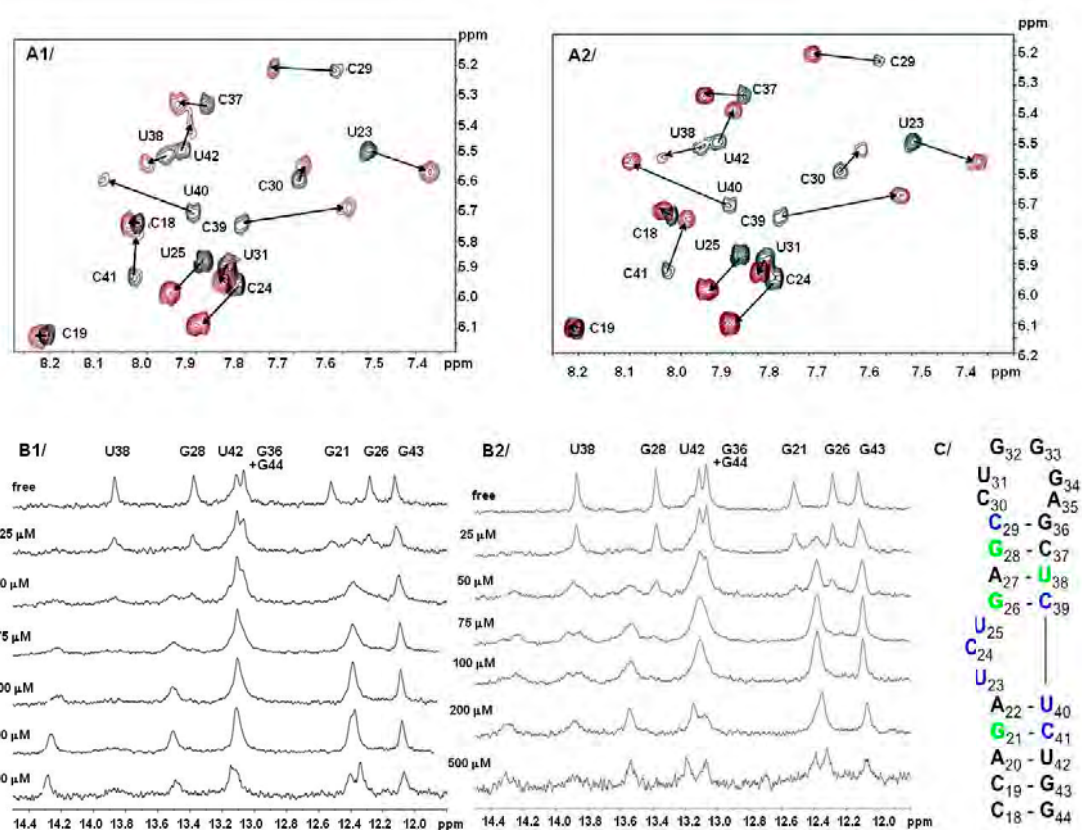 A1/
ppm
5.2
5.3
5.4
5.5
5.6
5.7
5.8
5.9
6.0
6.1
C29
C37
U38
U42
U23
C30
U40
C18
C39
U25
U31
C41
C24
C19
8.2 8.0 7.9 7.8 7.7 7.6 7.5 7.4 ppm
A2/
ppm
5.2
5.3
5.4
5.5
5.6
5.7
5.8
5.9
6.0
6.1
6.2
C29
C37
U23
U38
U42
C30
U40
C18
C39
U25
U31
C41
C24
C19
8.2 8.1 8.0 7.9 7.8 7.7 7.6 7.5 7.4
ppm
B1/ U38 G28 U42 G36 G21 G26 G43
+G44
free
25 µM
0 µM
75 µM
00 µM
0 µM
0 µM
14.4 14.2 13.8 13.6 13.4 13.2 12.8 12.6 12.4 12.2 12.0 ppm
B2/ U38 G28 U42 G36 G21 G26 G43
+G44
free
25 µM
50 µM
75 µM
100 µM
200 µM
500 µM
14.4 14.2 13.8 13.6 13.4 13.2 12.8 12.6 12.4 12.2 12.0 ppm
C/
G32 G33
U31 G34
C30 A35
C29 - G36
G28 - C37
A27 - U38
G26 - C39
U25
C24
U23
A22 - U40
G21 - C41
A20 - U42
C19 - G43
C18 - G44